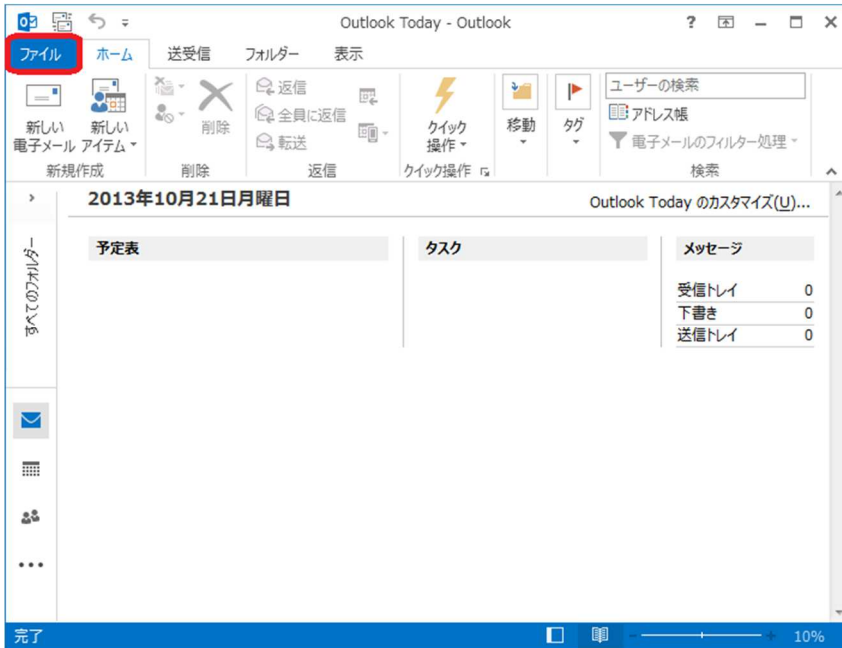 Outlook Today - Outlook
ファイル ホーム 送受信 フォルダー 表示
新しい
電子メール
新しい
アイテム
新規作成
削除
削除
返信
全員に返信
転送
返信
クイック
操作
クイック操作
移動
タグ
ユーザーの検索
アドレス帳
電子メールのフィルター処理
検索
すべてのフォルダー
2013年10月21日月曜日
Outlook Today のカスタマイズ(U)...
予定表
タスク
メッセージ
受信トレイ 0
下書き 0
送信トレイ 0
完了
10%